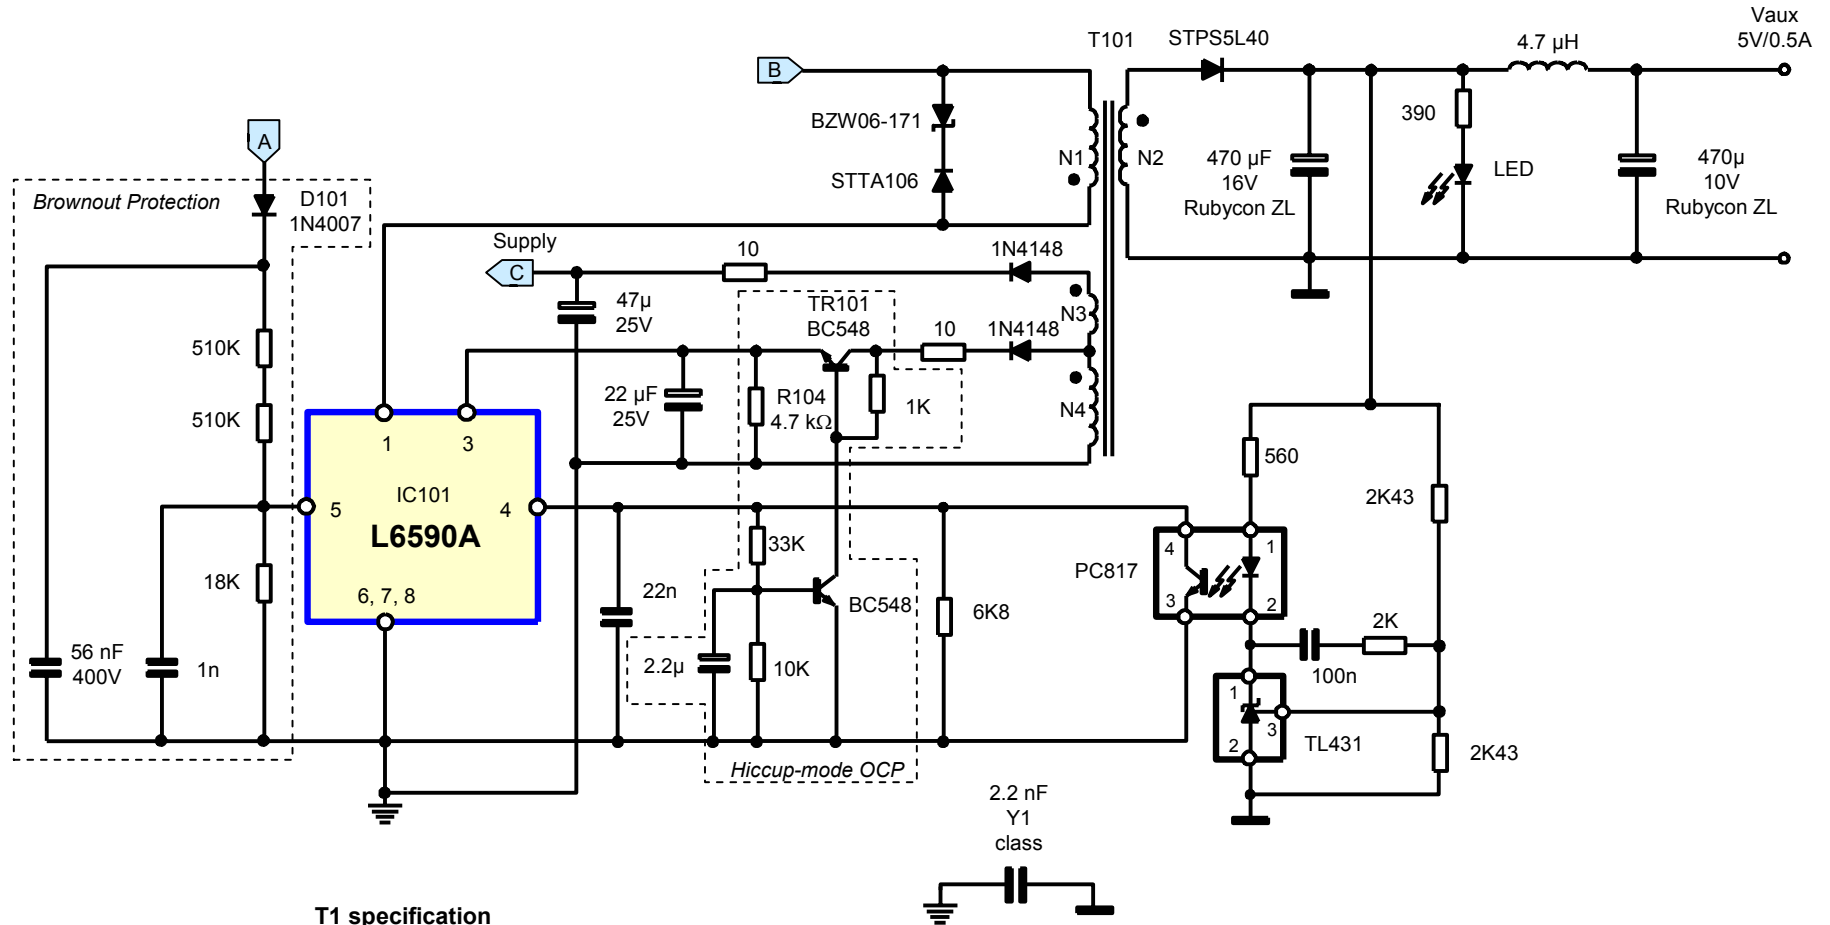 Vaux
5V/0.5A
T101
STPS5L40
4.7 µH
B
BZW06-171
STTA106
N1
N2
470 µF
16V
Rubycon ZL
390
LED
470µ
10V
Rubycon ZL
A
Brownout Protection
D101
1N4007
Supply
C
10
1N4148
47µ
25V
TR101
BC548
N3
10
1N4148
510K
22 µF
25V
R104
4.7 kΩ
1K
N4
510K
1
3
560
2K43
5
IC101
4
L6590A
33K
PC817
4
1
3
2
18K
6, 7, 8
22n
BC548
6K8
2K
56 nF
400V
1n
2.2µ
10K
100n
1
3
2
TL431
2K43
Hiccup-mode OCP
2.2 nF
Y1
class
T1 specification